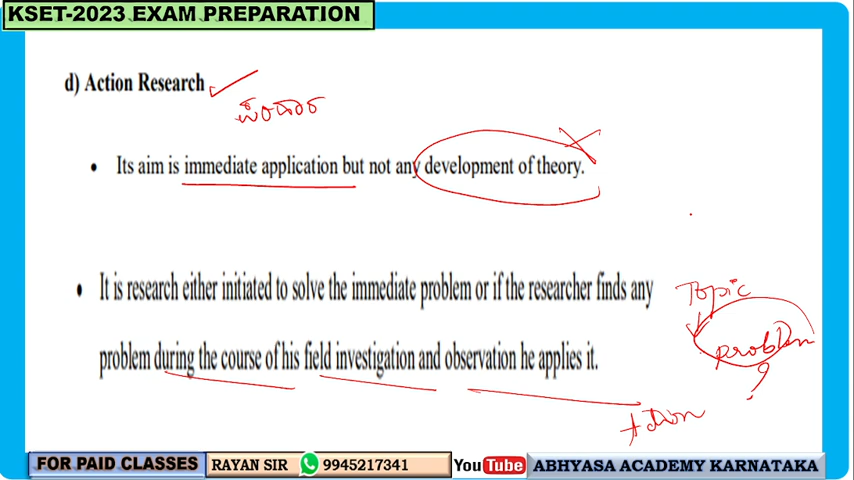 KSET-2023 EXAM PREPARATION
d) Action Research
ಪರಿಹಾರ
• Its aim is immediate application but not any development of theory.
• It is research either initiated to solve the immediate problem or if the researcher finds any
problem during the course of his field investigation and observation he applies it.
Topic
problem
?
Action
FOR PAID CLASSES RAYAN SIR 9945217341 YouTube ABHYASA ACADEMY KARNATAKA